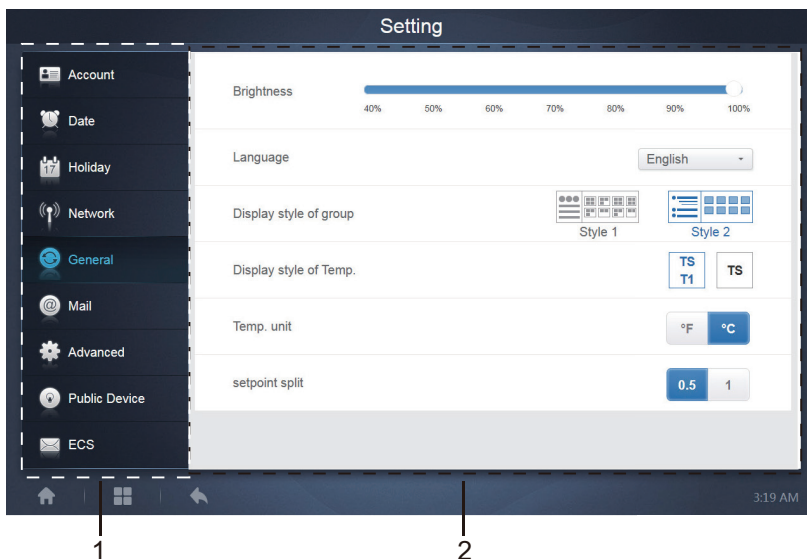 Setting
Account
Date
17
Holiday
Network
General
@
Mail
Advanced
Public Device
ECS
Brightness
40% 50% 60% 70% 80% 90% 100%
Language
English
Display style of group
Style 1
Style 2
Display style of Temp.
TS
T1
TS
Temp. unit
°F
°C
setpoint split
0.5
1
3:19 AM
1
2